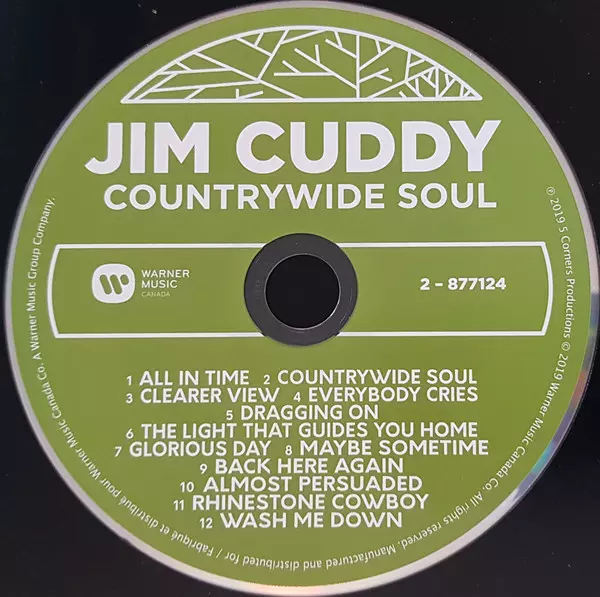 JIM CUDDY
COUNTRYWIDE SOUL
WARNER
MUSIC
CANADA
2 - 877124
1 ALL IN TIME 2 COUNTRYWIDE SOUL
3 CLEARER VIEW 4 EVERYBODY CRIES
5 DRAGGING ON
6 THE LIGHT THAT GUIDES YOU HOME
7 GLORIOUS DAY 8 MAYBE SOMETIME
9 BACK HERE AGAIN
10 ALMOST PERSUADED
11 RHINESTONE COWBOY
12 WASH ME DOWN
℗ 2019 5 Corners Productions © 2019 Warner Music Canada Co. All rights reserved. Manufactured and distributed for / Fabriqué et distribué pour Warner Music Canada Co. A Warner Music Group Company.